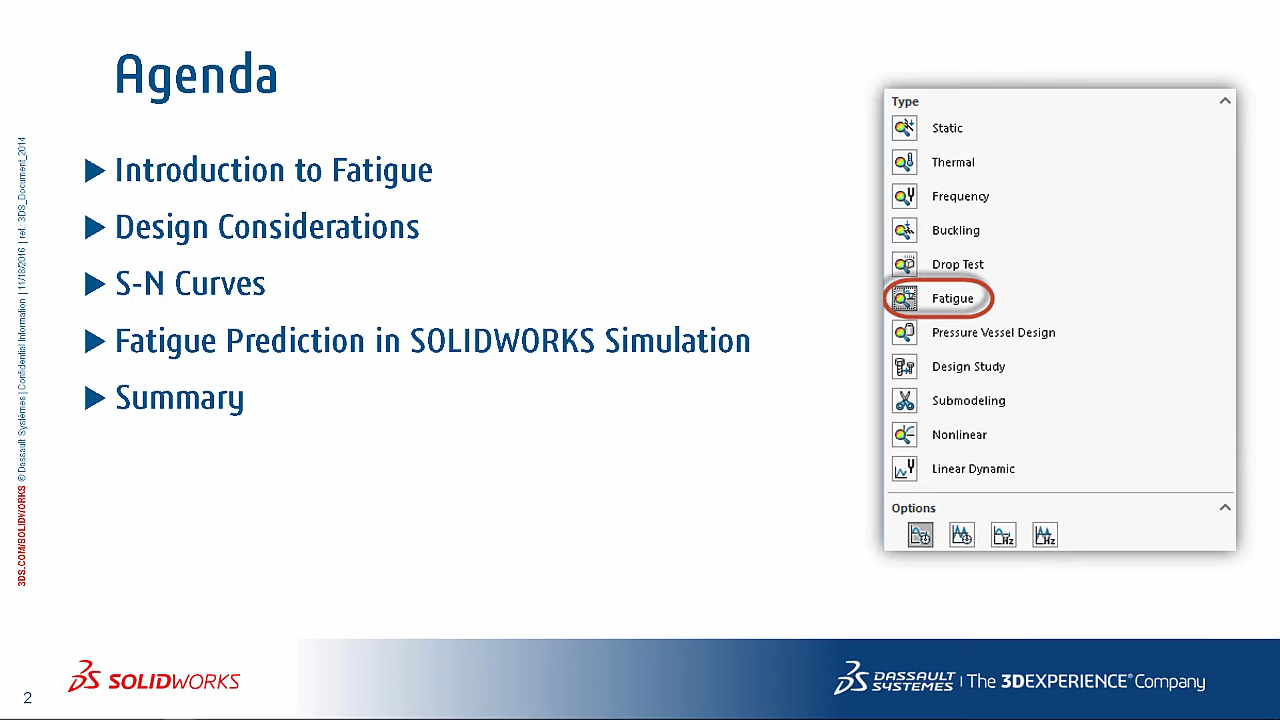 Agenda
Introduction to Fatigue
Design Considerations
S-N Curves
Fatigue Prediction in SOLIDWORKS Simulation
Summary
Type
Static
Thermal
Frequency
Buckling
Drop Test
Fatigue
Pressure Vessel Design
Design Study
Submodeling
Nonlinear
Linear Dynamic
Options
Hz
Hz
3DS.COM/SOLIDWORKS © Dassault Systèmes | Confidential Information | 11/18/2016 | ref.: 3DS_Document_2014
2
SOLIDWORKS
DASSAULT SYSTEMES | The 3DEXPERIENCE® Company